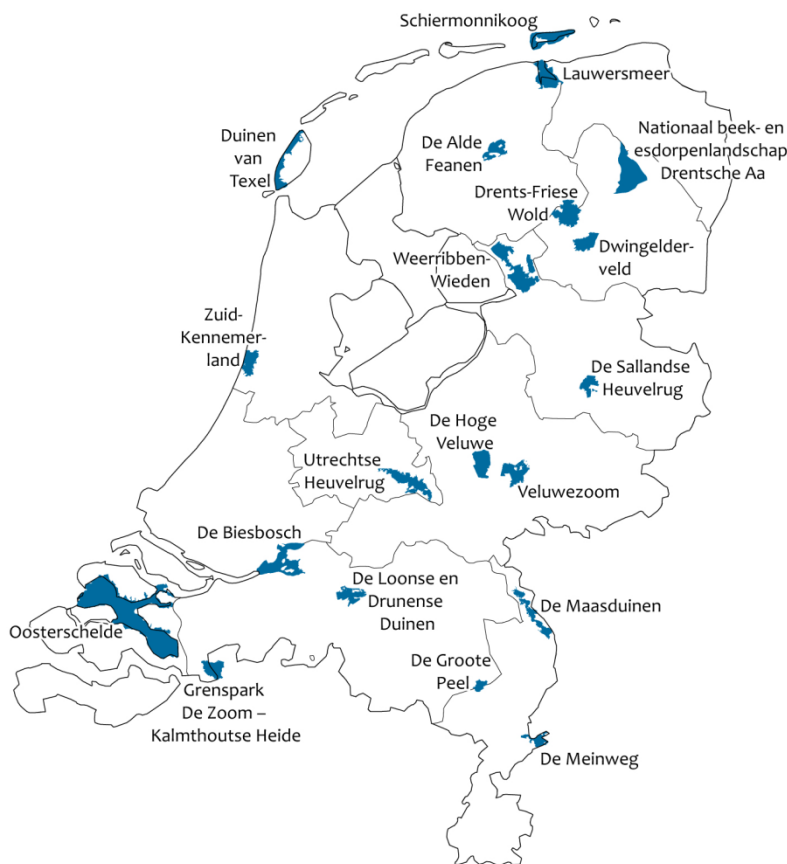 Schiermonnikoog
Lauwersmeer
Duinen
van
Texel
De Alde
Feanen
Nationaal beek- en
esdorpenlandschap
Drentsche Aa
Drents-Friese
Wold
Dwingelder-
veld
Weerribben-
Wieden
Zuid-
Kennemer-
land
De Sallandse
Heuvelrug
De Hoge
Veluwe
Utrechtse
Heuvelrug
Veluwezoom
De Biesbosch
De Loonse en
Drunense
Duinen
De Maasduinen
Oosterschelde
De Groote
Peel
Grenspark
De Zoom –
Kalmthoutse Heide
De Meinweg